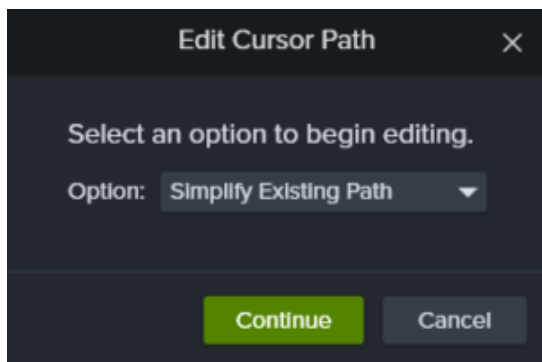 Edit Cursor Path
Select an option to begin editing.
Option: Simplify Existing Path
Continue Cancel